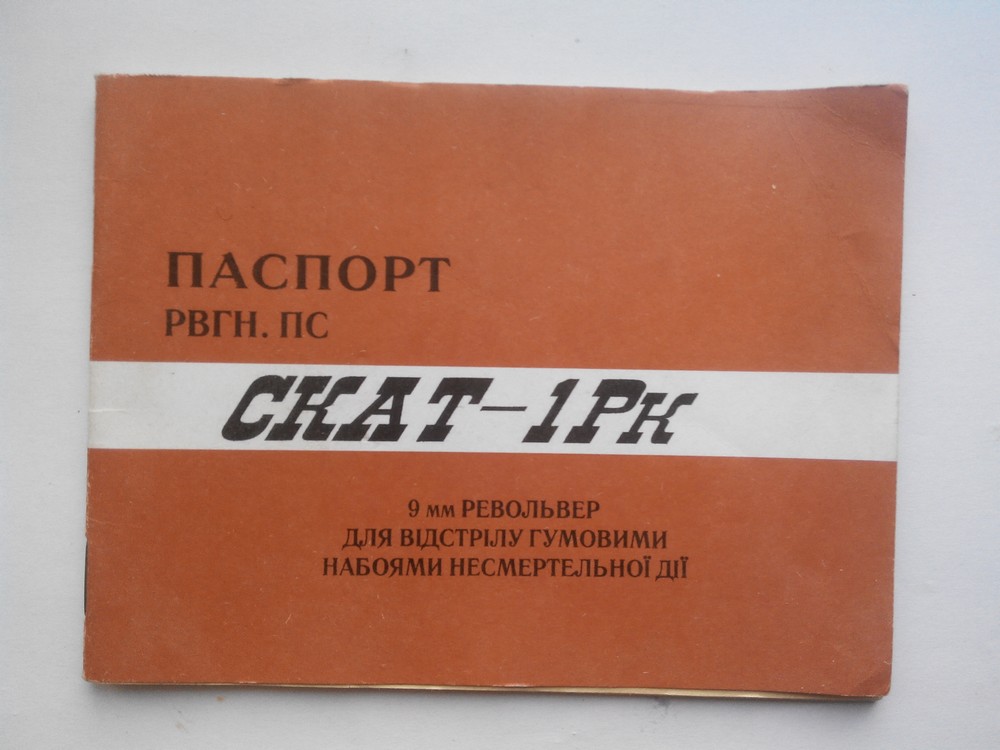 ПАСПОРТ
РВГН. ПС
СКАТ-1РК
9 мм РЕВОЛЬВЕР
ДЛЯ ВІДСТРІЛУ ГУМОВИМИ
НАБОЯМИ НЕСМЕРТЕЛЬНОЇ ДІЇ